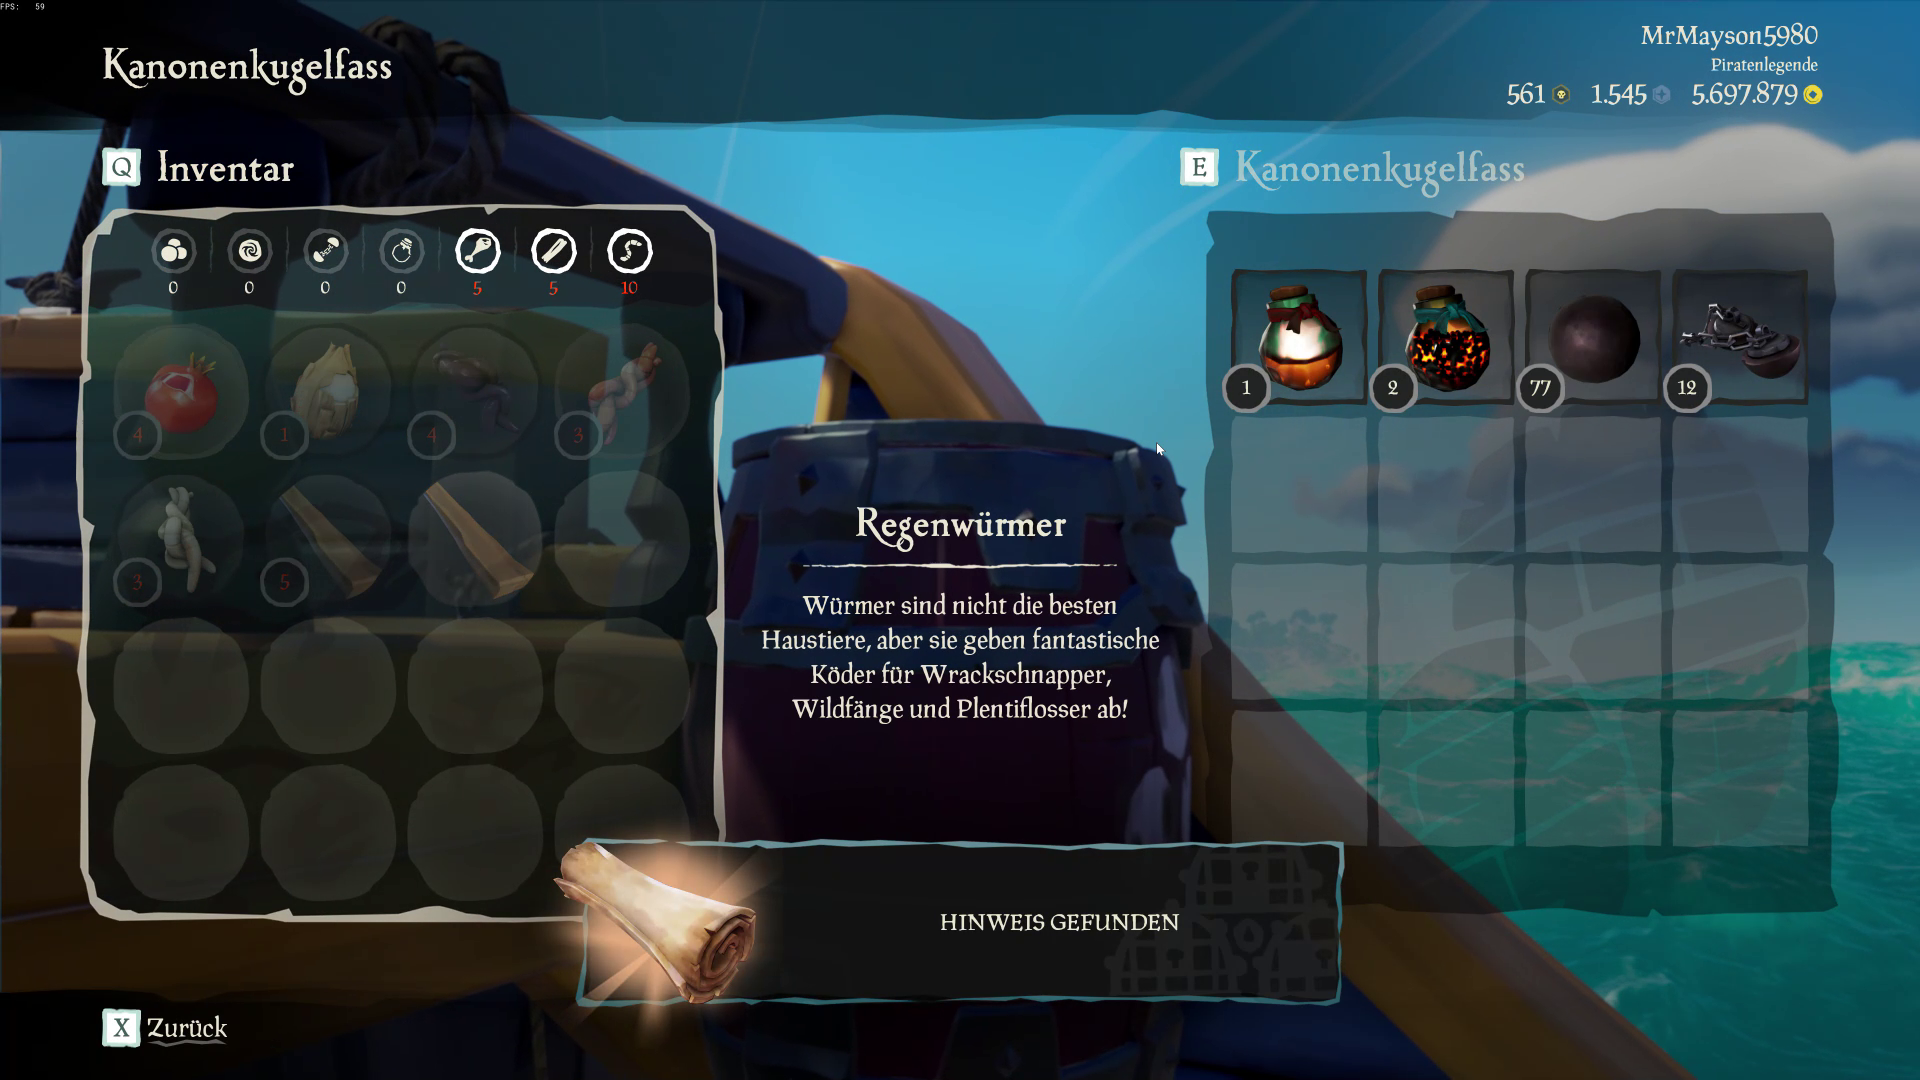 FPS: 59
Kanonenkugelfass
MrMayson5980
Piratenlegende
561 1.545 5.697.879
Q Inventar
E Kanonenkugelfass
0 0 0 0 5 5 10
4 1 4 3
3 5
1 2 77 12
Regenwürmer
Würmer sind nicht die besten
Haustiere, aber sie geben fantastische
Köder für Wrackschnapper,
Wildfänge und Plentiflosser ab!
HINWEIS GEFUNDEN
X Zurück